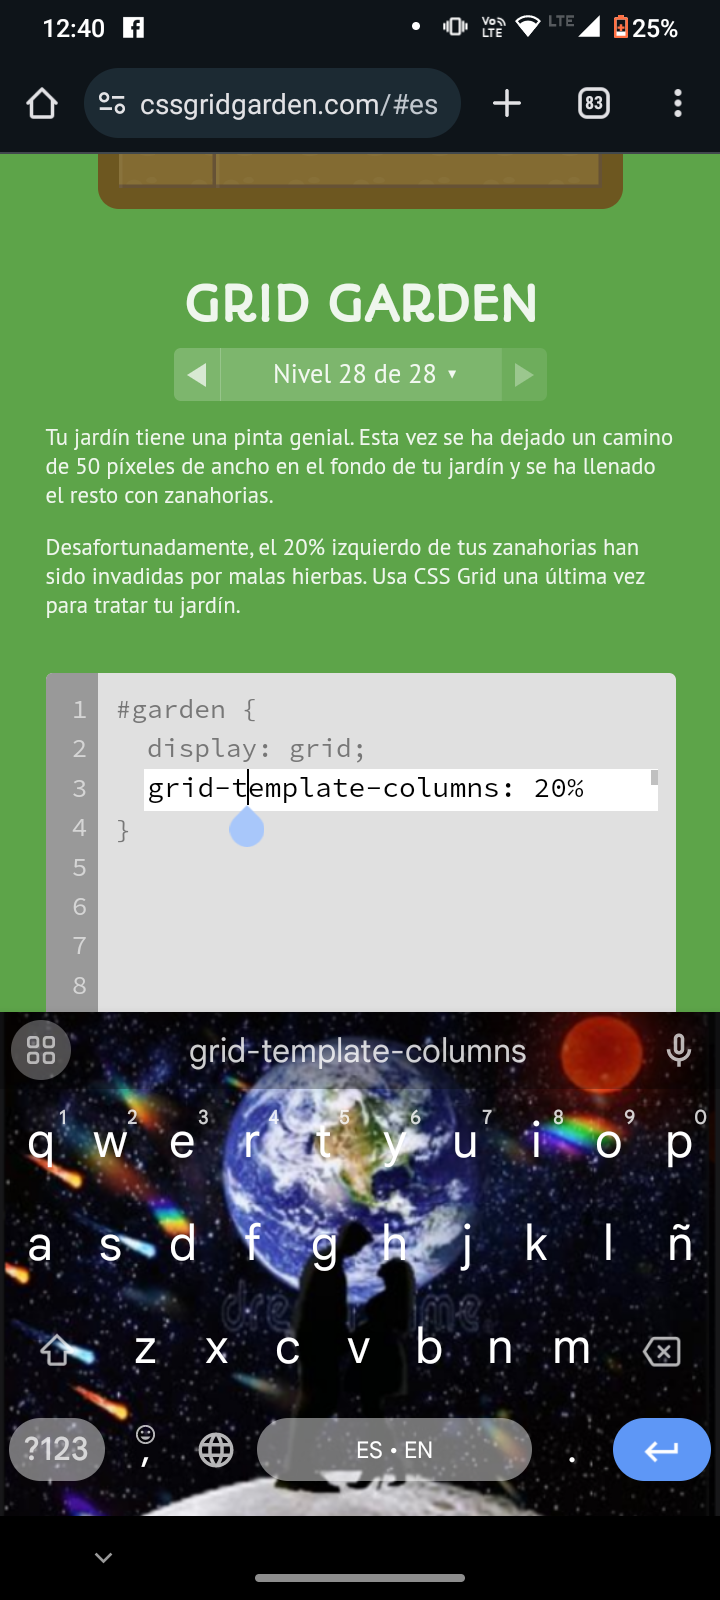 12:40 Vo LTE LTE 25%
cssgridgarden.com/#es 83
GRID GARDEN
Nivel 28 de 28
Tu jardín tiene una pinta genial. Esta vez se ha dejado un camino
de 50 píxeles de ancho en el fondo de tu jardín y se ha llenado
el resto con zanahorias.
Desafortunadamente, el 20% izquierdo de tus zanahorias han
sido invadidas por malas hierbas. Usa CSS Grid una última vez
para tratar tu jardín.
1 #garden {
2 display: grid;
3 grid-template-columns: 20%
4 }
5
6
7
8
grid-template-columns
1 2 3 4 5 6 7 8 9 0
q w e r t y u i o p
a s d f g h j k l ñ
z x c v b n m
?123 , ES • EN .